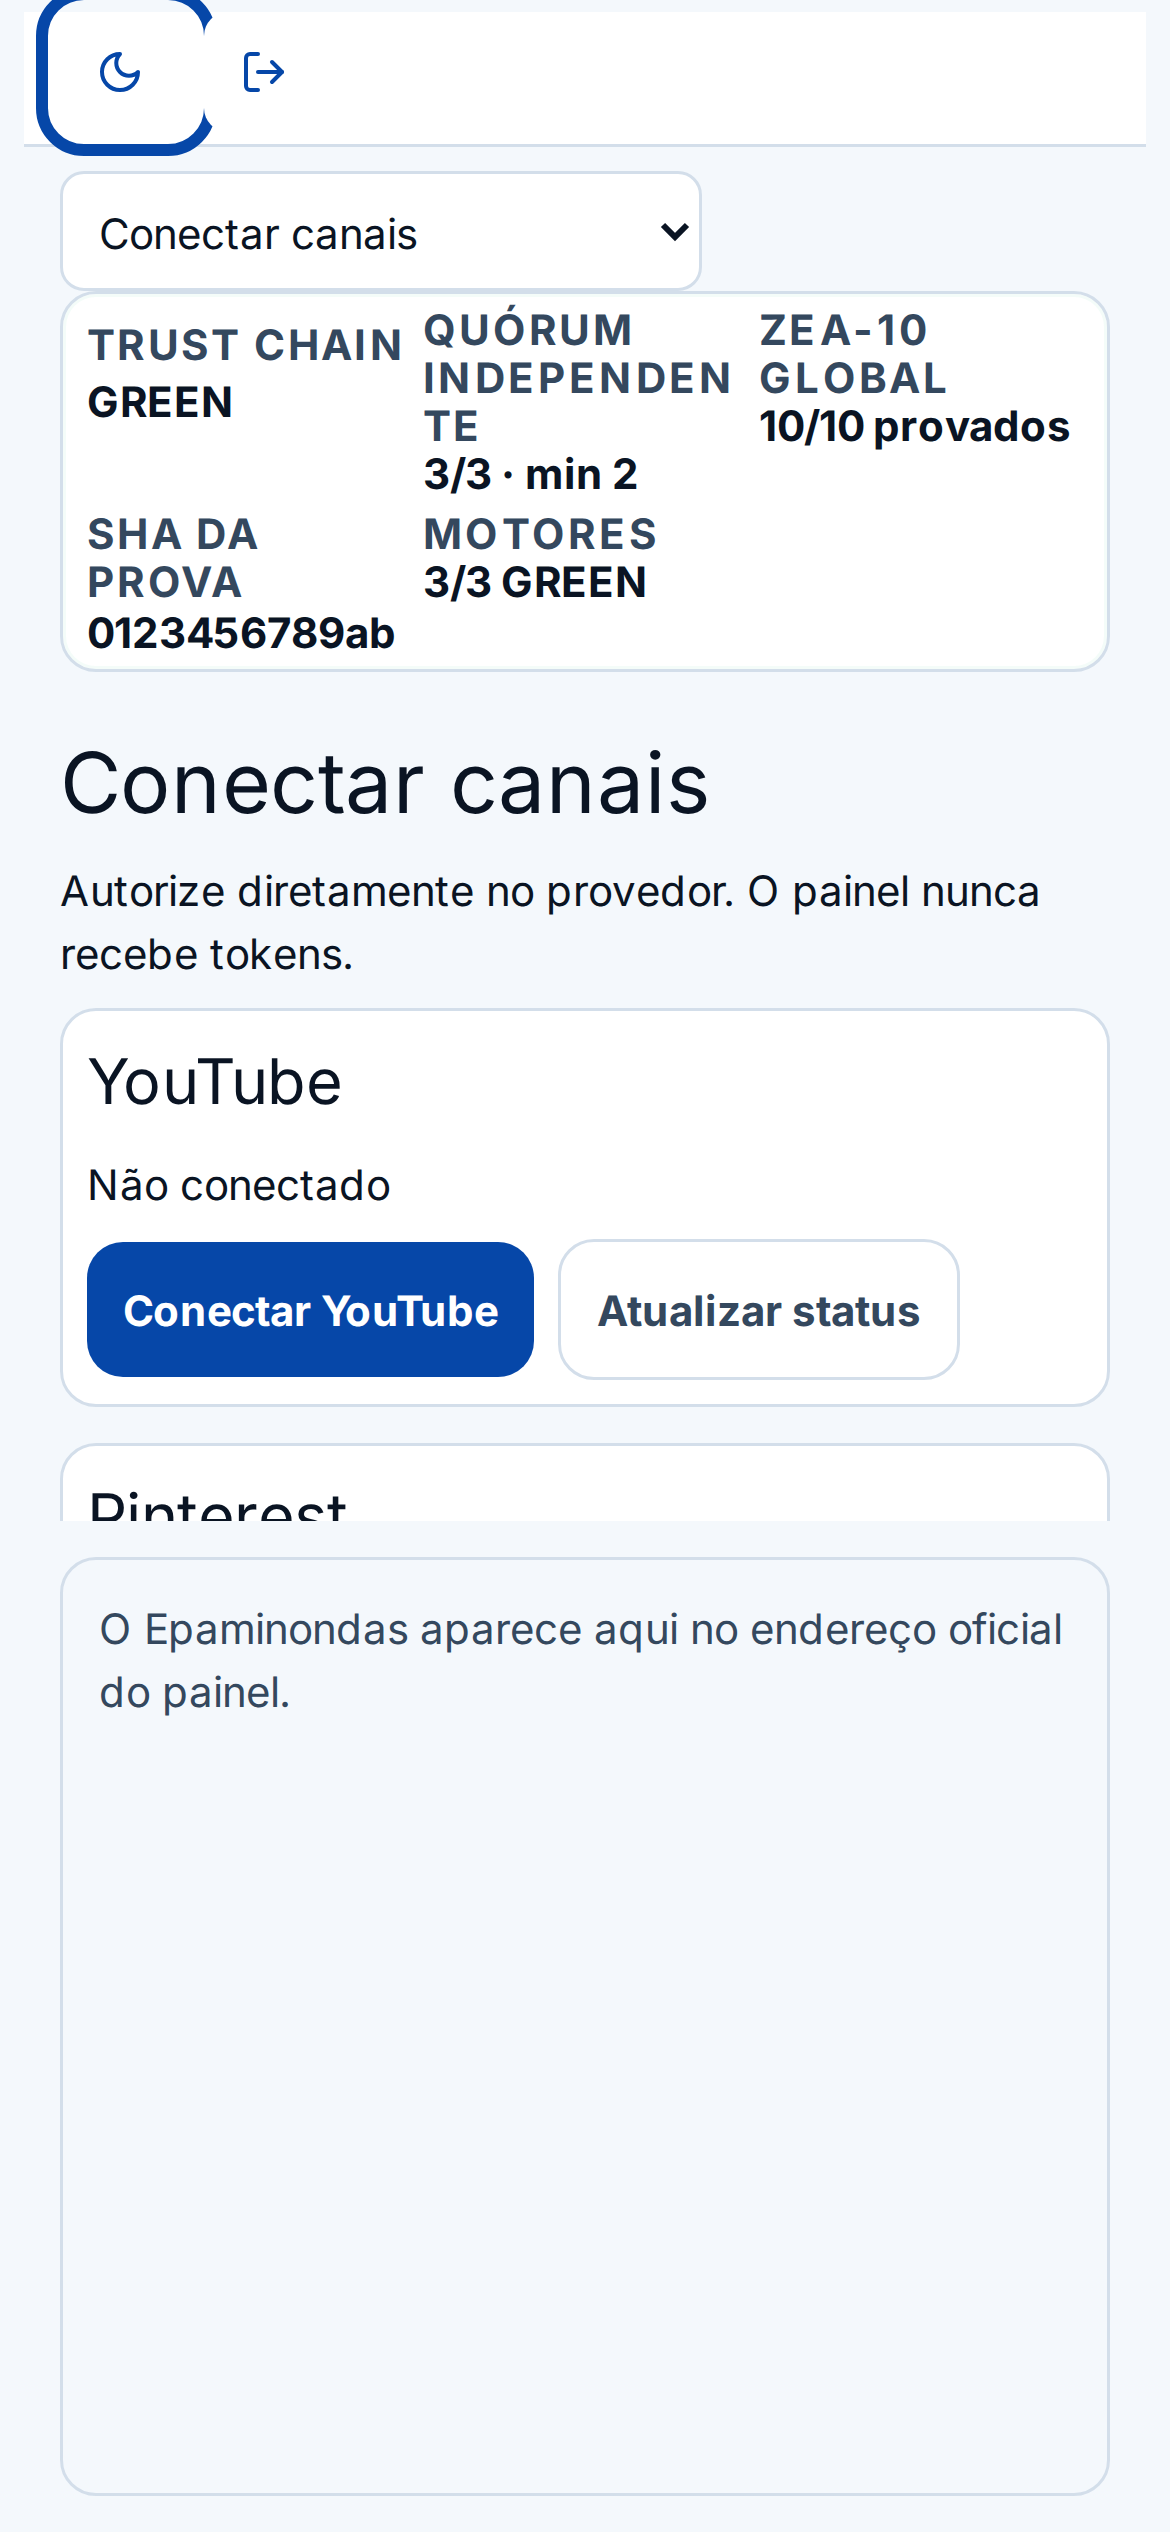 Conectar canais
TRUST CHAIN
GREEN
QUÓRUM
INDEPENDEN
TE
3/3 · min 2
ZEA-10
GLOBAL
10/10 provados
SHA DA
PROVA
0123456789ab
MOTORES
3/3 GREEN
Conectar canais
Autorize diretamente no provedor. O painel nunca
recebe tokens.
YouTube
Não conectado
Conectar YouTube
Atualizar status
Pinterest
O Epaminondas aparece aqui no endereço oficial
do painel.